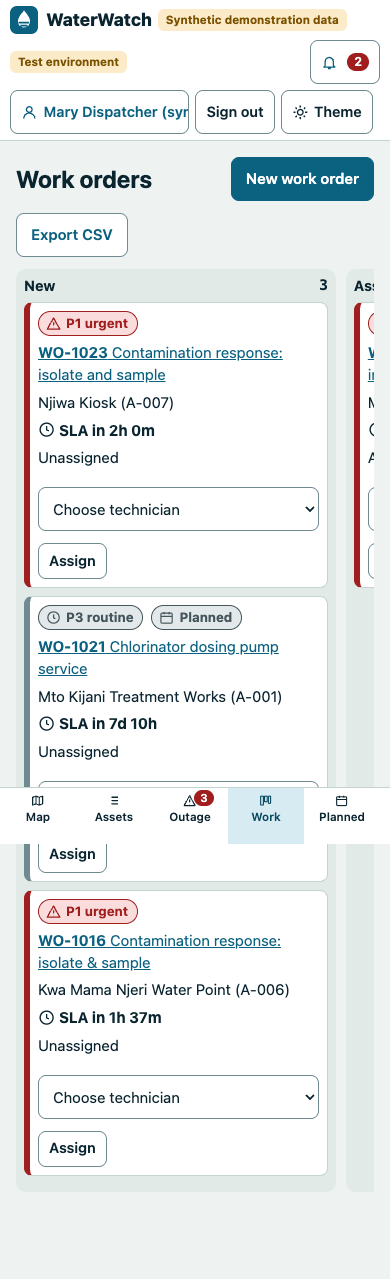 WaterWatch
Synthetic demonstration data
Test environment
2
Mary Dispatcher (syn
Sign out
Theme
Work orders
New work order
Export CSV
New
3
P1 urgent
WO-1023 Contamination response:
isolate and sample
Njiwa Kiosk (A-007)
SLA in 2h 0m
Unassigned
Choose technician
Assign
P3 routine
Planned
WO-1021 Chlorinator dosing pump
service
Mto Kijani Treatment Works (A-001)
SLA in 7d 10h
Unassigned
Map
Assets
3
Outage
Work
Planned
Assign
P1 urgent
WO-1016 Contamination response:
isolate & sample
Kwa Mama Njeri Water Point (A-006)
SLA in 1h 37m
Unassigned
Choose technician
Assign